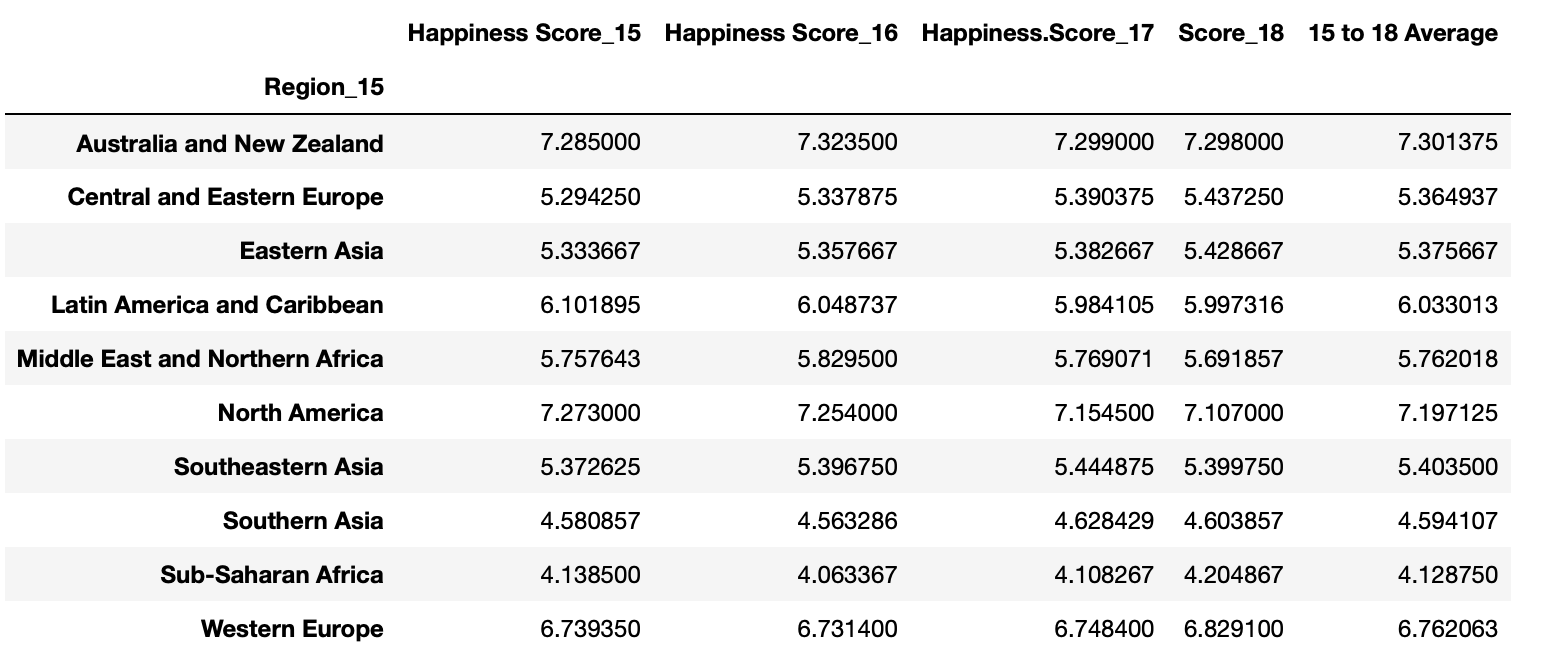 Happiness Score_15 Happiness Score_16 Happiness.Score_17 Score_18 15 to 18 Average
Region_15
Australia and New Zealand 7.285000 7.323500 7.299000 7.298000 7.301375
Central and Eastern Europe 5.294250 5.337875 5.390375 5.437250 5.364937
Eastern Asia 5.333667 5.357667 5.382667 5.428667 5.375667
Latin America and Caribbean 6.101895 6.048737 5.984105 5.997316 6.033013
Middle East and Northern Africa 5.757643 5.829500 5.769071 5.691857 5.762018
North America 7.273000 7.254000 7.154500 7.107000 7.197125
Southeastern Asia 5.372625 5.396750 5.444875 5.399750 5.403500
Southern Asia 4.580857 4.563286 4.628429 4.603857 4.594107
Sub-Saharan Africa 4.138500 4.063367 4.108267 4.204867 4.128750
Western Europe 6.739350 6.731400 6.748400 6.829100 6.762063